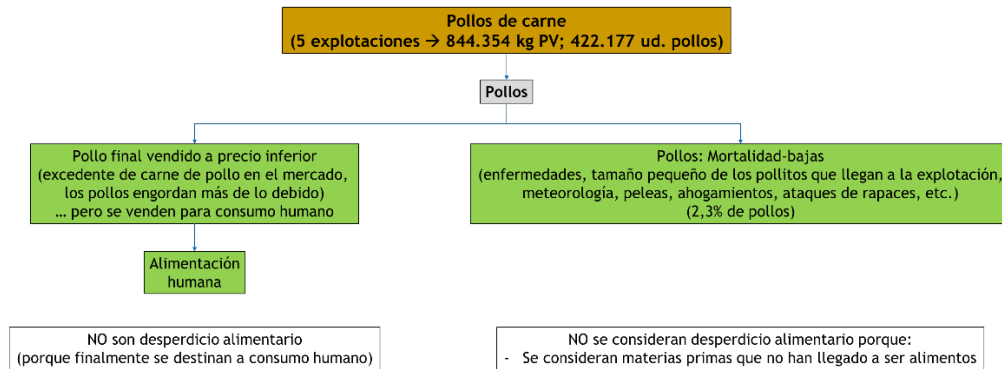 Pollos de carne
(5 explotaciones → 844.354 kg PV; 422.177 ud. pollos)
Pollos
Pollo final vendido a precio inferior
(excedente de carne de pollo en el mercado,
los pollos engordan más de lo debido)
… pero se venden para consumo humano
Pollos: Mortalidad-bajas
(enfermedades, tamaño pequeño de los pollitos que llegan a la explotación,
meteorología, peleas, ahogamientos, ataques de rapaces, etc.)
(2,3% de pollos)
Alimentación
humana
NO son desperdicio alimentario
(porque finalmente se destinan a consumo humano)
NO se consideran desperdicio alimentario porque:
- Se consideran materias primas que no han llegado a ser alimentos